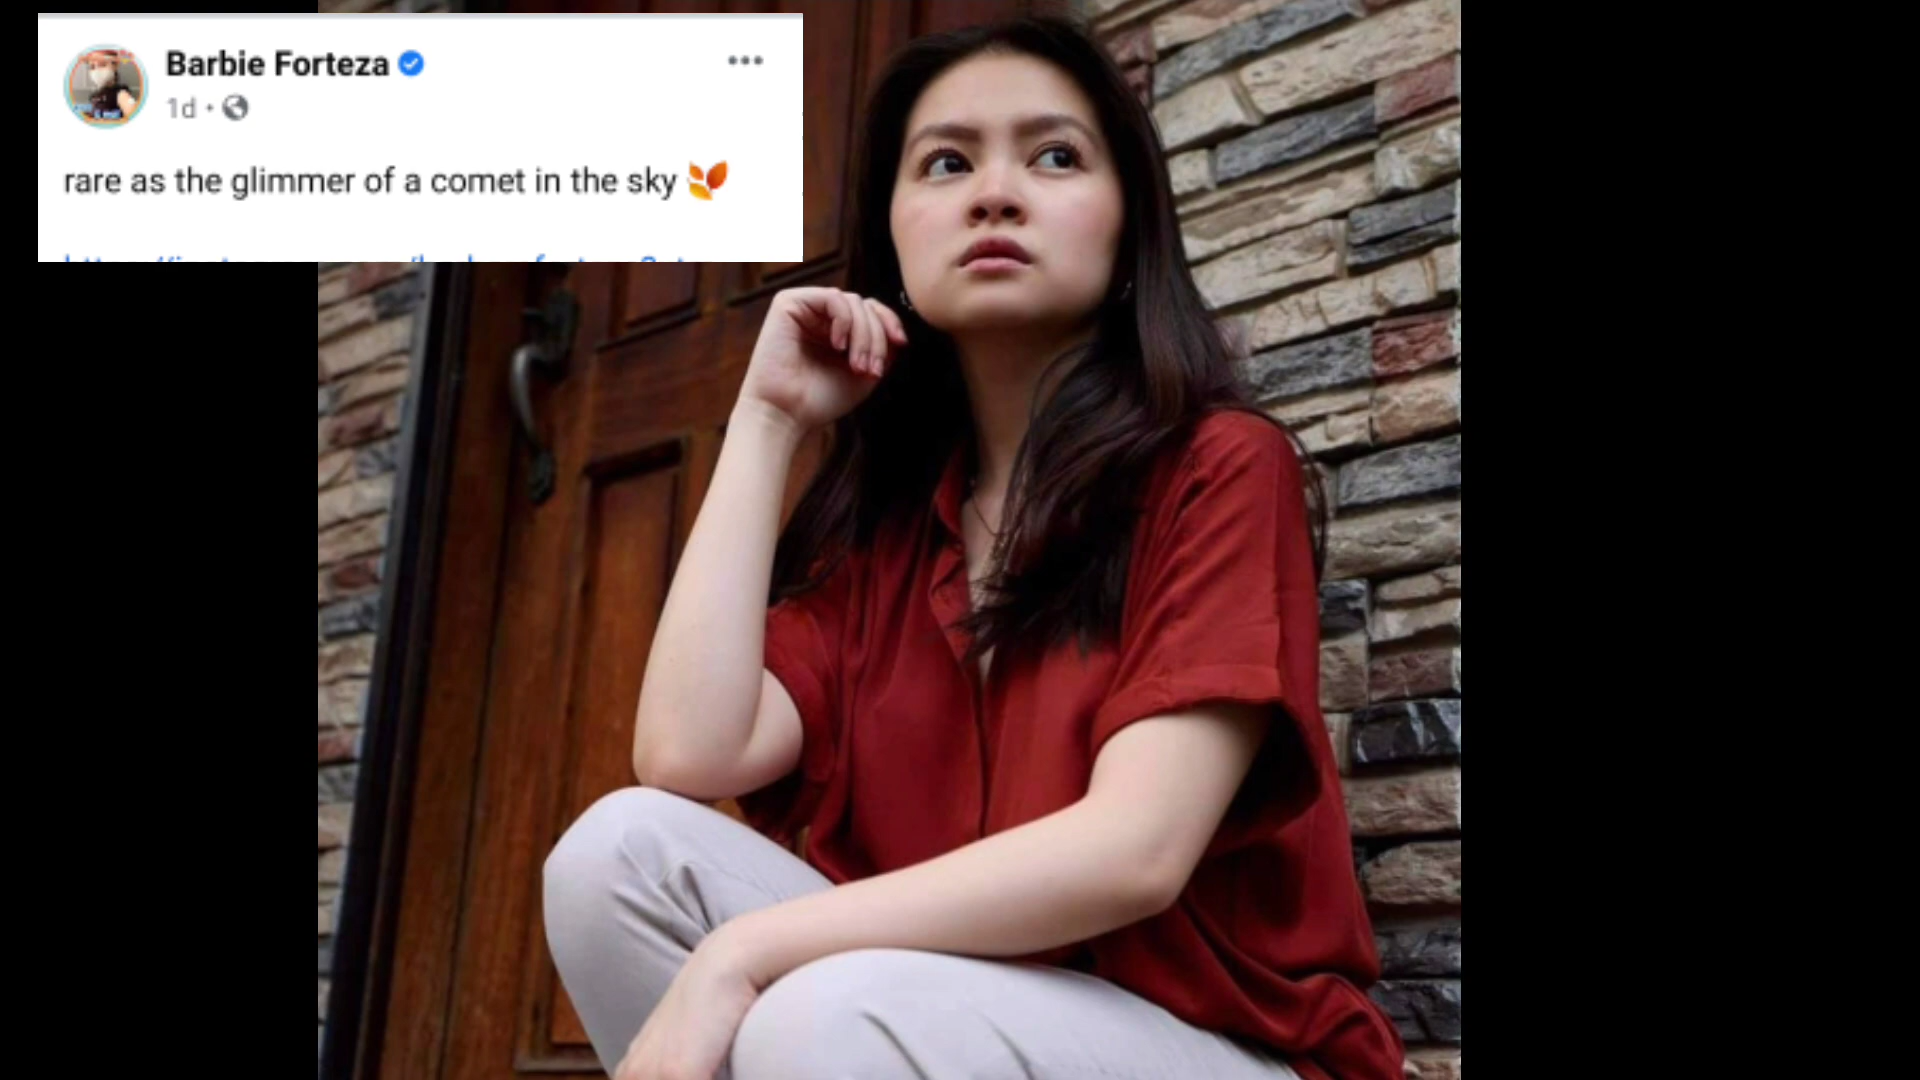 Barbie Forteza
1d
rare as the glimmer of a comet in the sky